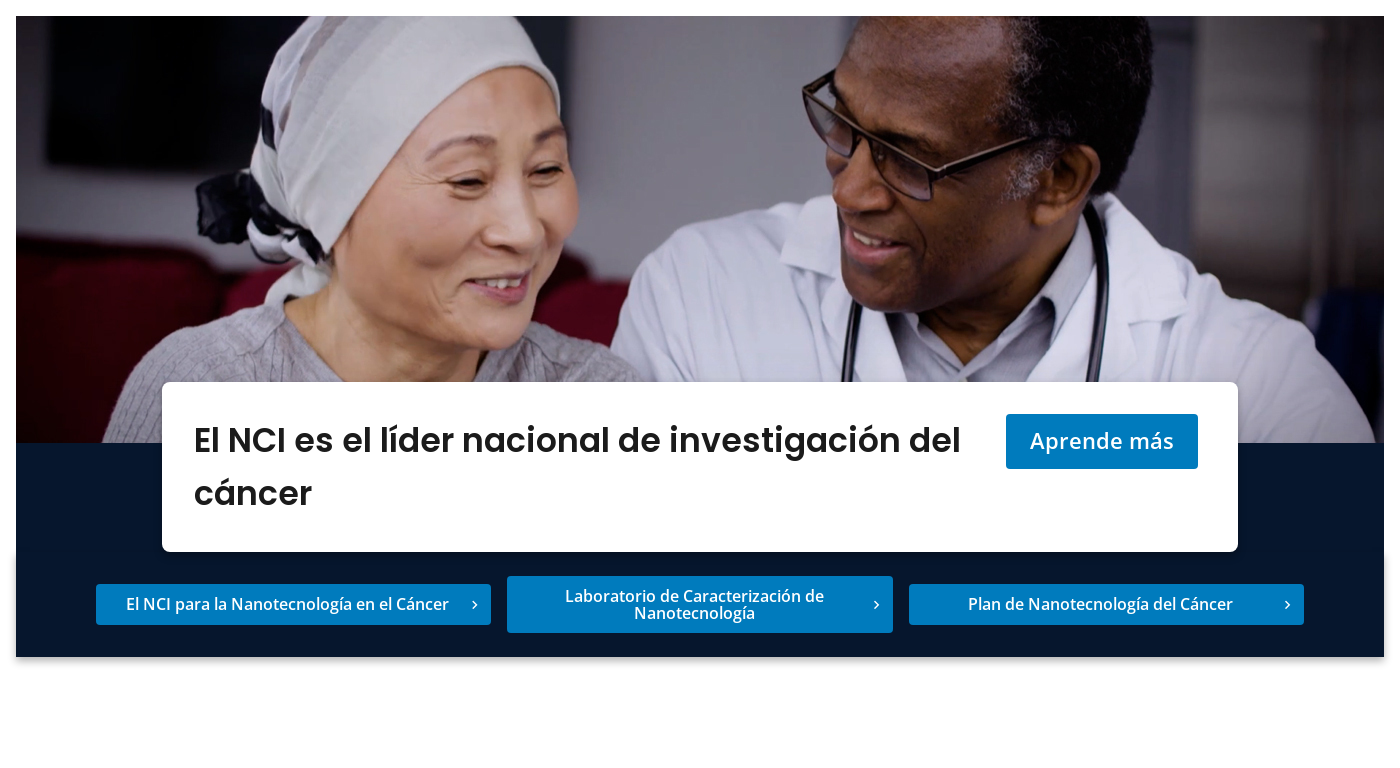 El NCI es el líder nacional de investigación del
cáncer
Aprende más
El NCI para la Nanotecnología en el Cáncer
Laboratorio de Caracterización de
Nanotecnología
Plan de Nanotecnología del Cáncer